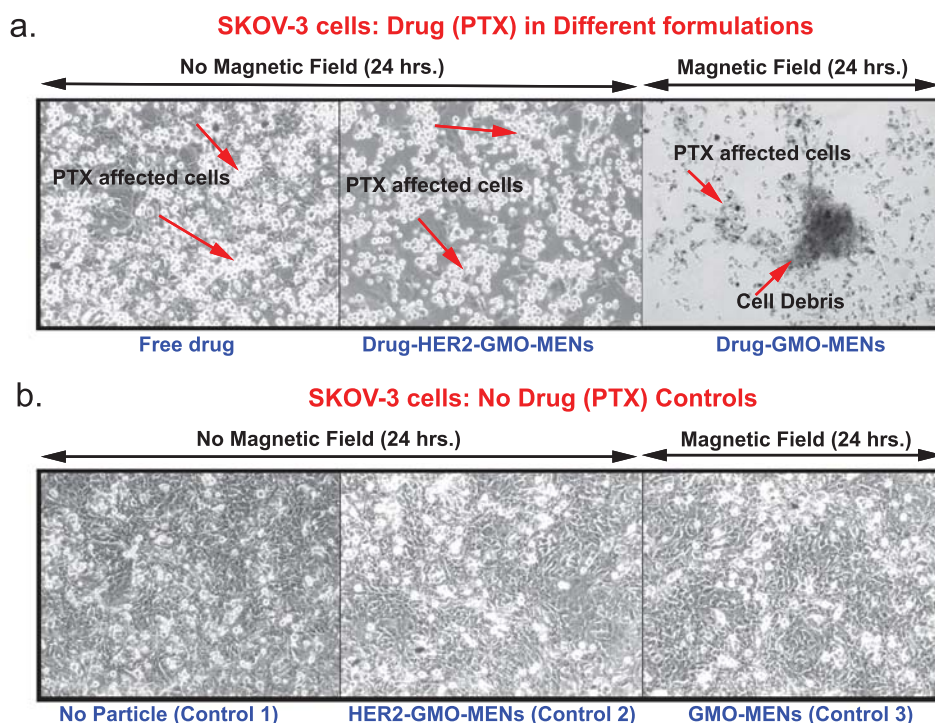 a.
SKOV-3 cells: Drug (PTX) in Different formulations
No Magnetic Field (24 hrs.)
Magnetic Field (24 hrs.)
PTX affected cells
PTX affected cells
PTX affected cells
Cell Debris
Free drug
Drug-HER2-GMO-MENs
Drug-GMO-MENs
b.
SKOV-3 cells: No Drug (PTX) Controls
No Magnetic Field (24 hrs.)
Magnetic Field (24 hrs.)
No Particle (Control 1)
HER2-GMO-MENs (Control 2)
GMO-MENs (Control 3)